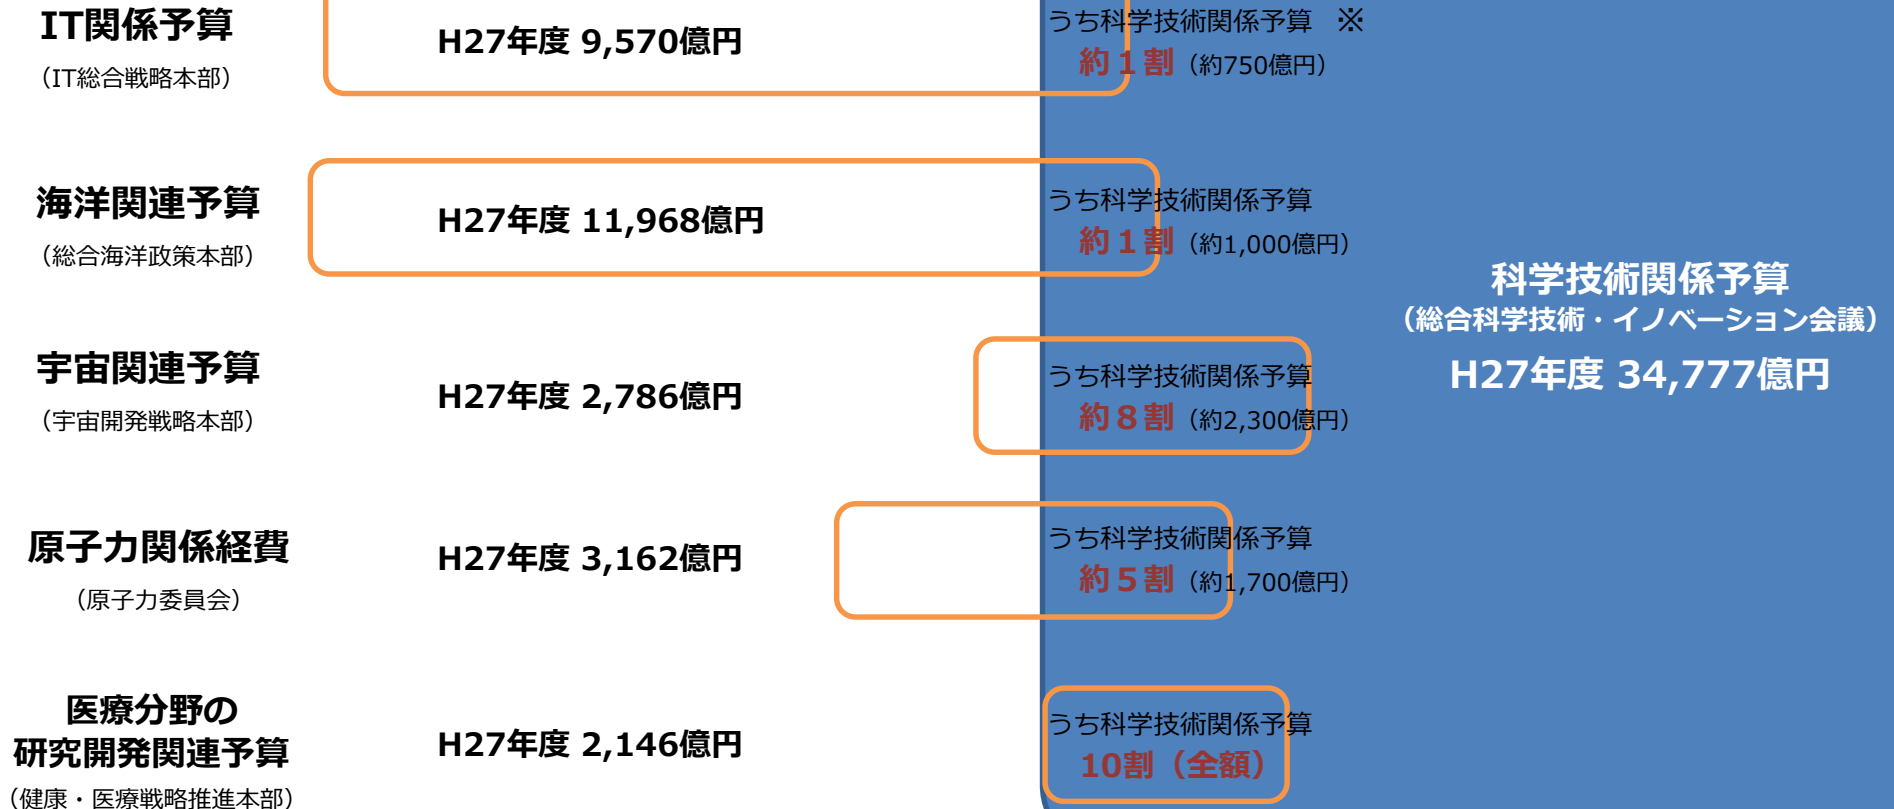 IT関係予算
（IT総合戦略本部）
H27年度 9,570億円
うち科学技術関係予算　※
約１割（約750億円）
海洋関連予算
（総合海洋政策本部）
H27年度 11,968億円
うち科学技術関係予算
約１割（約1,000億円）
宇宙関連予算
（宇宙開発戦略本部）
H27年度 2,786億円
うち科学技術関係予算
約８割（約2,300億円）
原子力関係経費
（原子力委員会）
H27年度 3,162億円
うち科学技術関係予算
約５割（約1,700億円）
医療分野の
研究開発関連予算
（健康・医療戦略推進本部）
H27年度 2,146億円
うち科学技術関係予算
10割（全額）
科学技術関係予算
（総合科学技術・イノベーション会議）
H27年度 34,777億円